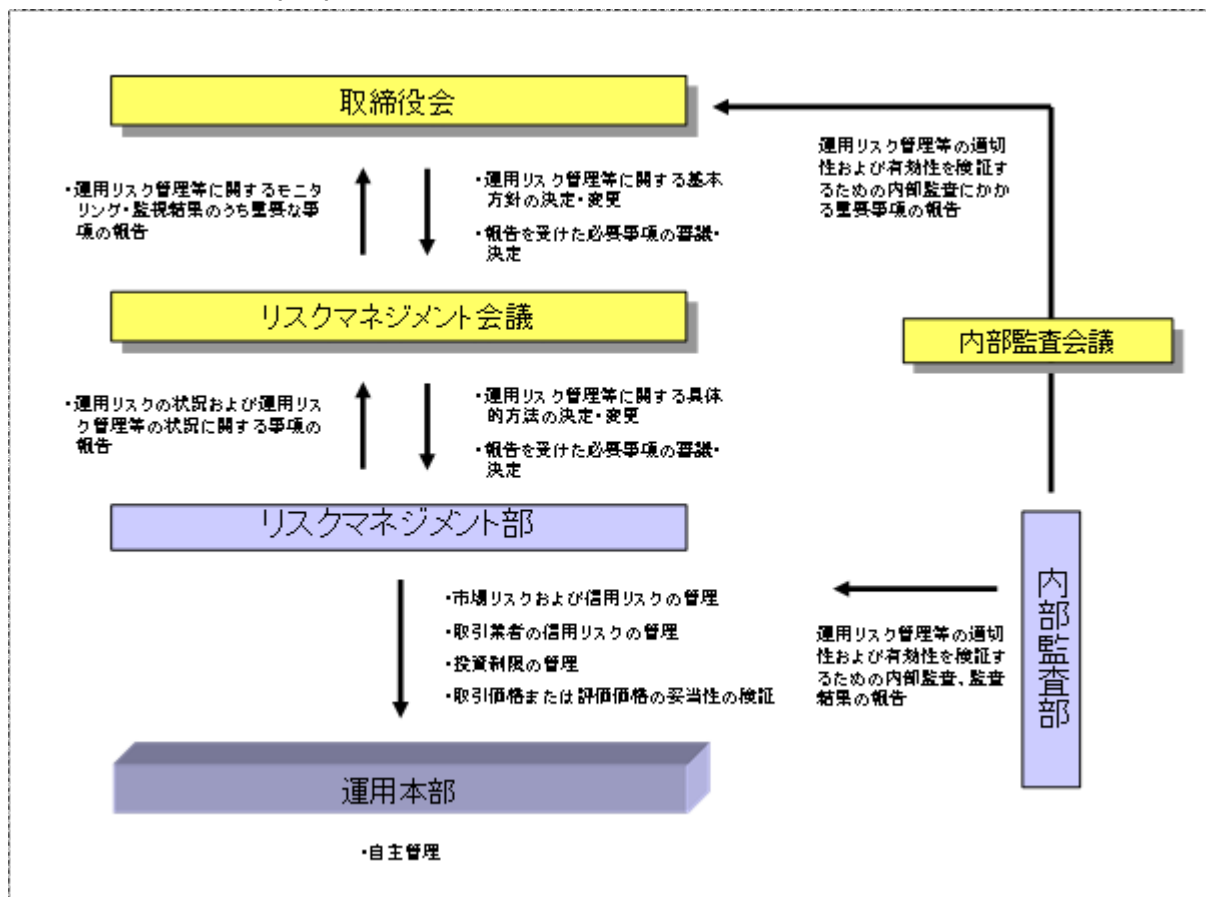 取締役会
・運用リスク管理等に関するモニ
タリング・監視結果のうち重要な事
項の報告
・運用リスク管理等に関する基本
方針の決定・変更
・報告を受けた必要事項の審議・
決定
運用リスク管理等の適切
性および有効性を検証す
るための内部監査にかか
る重要事項の報告
リスクマネジメント会議
内部監査会議
・運用リスクの状況および運用リス
ク管理等の状況に関する事項の
報告
・運用リスク管理等に関する具体
的方法の決定・変更
・報告を受けた必要事項の審議・
決定
リスクマネジメント部
・市場リスクおよび信用リスクの管理
・取引業者の信用リスクの管理
・投資制限の管理
・取引価格または評価価格の妥当性の検証
運用リスク管理等の適切
性および有効性を検証す
るための内部監査、監査
結果の報告
内部監査部
運用本部
・自主管理